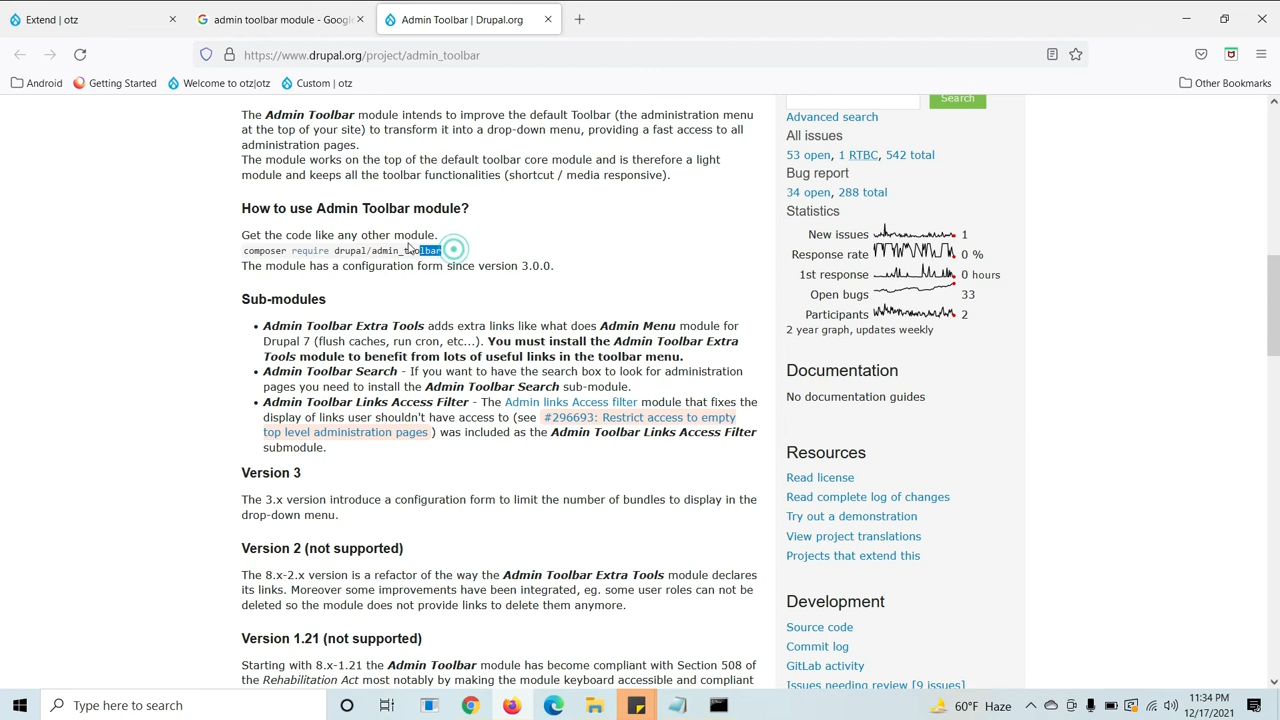 Extend | otz
admin toolbar module - Google
Admin Toolbar | Drupal.org
https://www.drupal.org/project/admin_toolbar
Android
Getting Started
Welcome to otz|otz
Custom | otz
Other Bookmarks
The Admin Toolbar module intends to improve the default Toolbar (the administration menu
at the top of your site) to transform it into a drop-down menu, providing a fast access to all
administration pages.
The module works on the top of the default toolbar core module and is therefore a light
module and keeps all the toolbar functionalities (shortcut / media responsive).
How to use Admin Toolbar module?
Get the code like any other module.
composer require drupal/admin_toolbar
The module has a configuration form since version 3.0.0.
Sub-modules
• Admin Toolbar Extra Tools adds extra links like what does Admin Menu module for
Drupal 7 (flush caches, run cron, etc...). You must install the Admin Toolbar Extra
Tools module to benefit from lots of useful links in the toolbar menu.
• Admin Toolbar Search - If you want to have the search box to look for administration
pages you need to install the Admin Toolbar Search sub-module.
• Admin Toolbar Links Access Filter - The Admin links Access filter module that fixes the
display of links user shouldn't have access to (see #296693: Restrict access to empty
top level administration pages ) was included as the Admin Toolbar Links Access Filter
submodule.
Version 3
The 3.x version introduce a configuration form to limit the number of bundles to display in the
drop-down menu.
Version 2 (not supported)
The 8.x-2.x version is a refactor of the way the Admin Toolbar Extra Tools module declares
its links. Moreover some improvements have been integrated, eg. some user roles can not be
deleted so the module does not provide links to delete them anymore.
Version 1.21 (not supported)
Starting with 8.x-1.21 the Admin Toolbar module has become compliant with Section 508 of
the Rehabilitation Act most notably by making the module keyboard accessible and compliant
Search
Advanced search
All issues
53 open, 1 RTBC, 542 total
Bug report
34 open, 288 total
Statistics
New issues 1
Response rate 0 %
1st response 0 hours
Open bugs 33
Participants 2
2 year graph, updates weekly
Documentation
No documentation guides
Resources
Read license
Read complete log of changes
Try out a demonstration
View project translations
Projects that extend this
Development
Source code
Commit log
GitLab activity
Issues needing review [9 issues]
Type here to search
60°F Haze
11:34 PM
12/17/2021